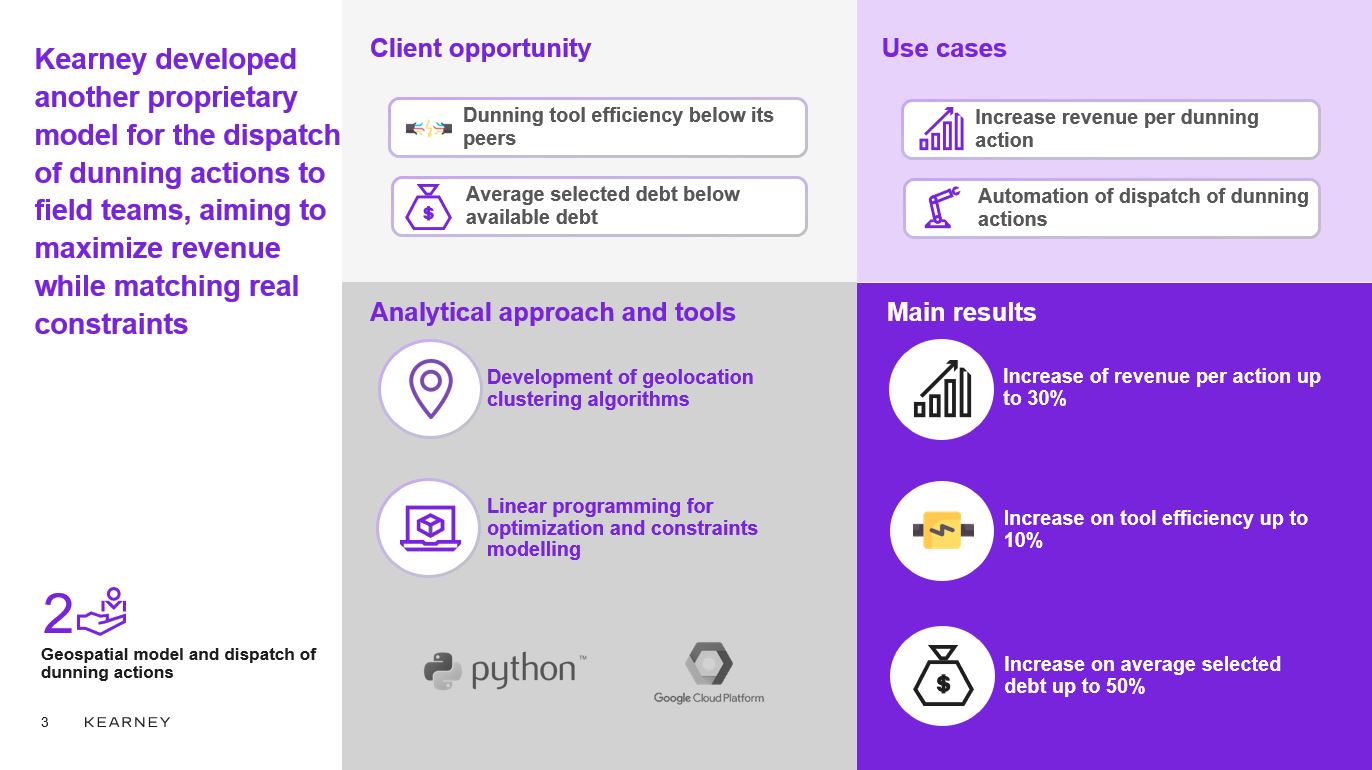 Kearney developed
another proprietary
model for the dispatch
of dunning actions to
field teams, aiming to
maximize revenue
while matching real
constraints
2
Geospatial model and dispatch of
dunning actions
3 KEARNEY
Client opportunity
Dunning tool efficiency below its
peers
$
Average selected debt below
available debt
Use cases
Increase revenue per dunning
action
Automation of dispatch of dunning
actions
Analytical approach and tools
Development of geolocation
clustering algorithms
Linear programming for
optimization and constraints
modelling
python™
Google Cloud Platform
Main results
Increase of revenue per action up
to 30%
Increase on tool efficiency up to
10%
$
Increase on average selected
debt up to 50%